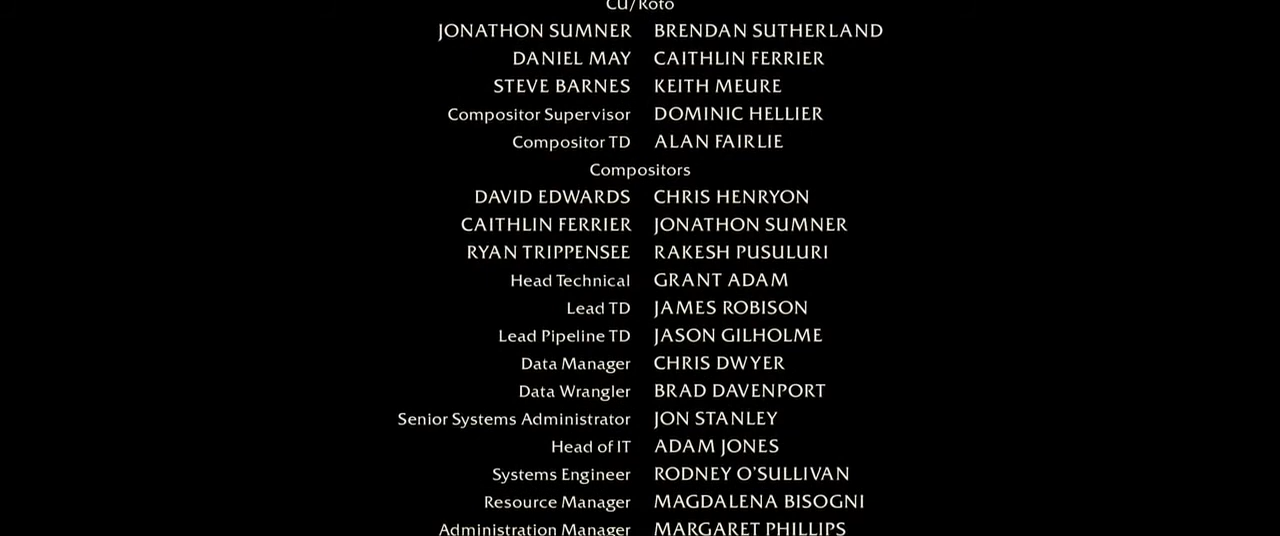 CU/Roto
JONATHON SUMNER BRENDAN SUTHERLAND
DANIEL MAY CAITHLIN FERRIER
STEVE BARNES KEITH MEURE
Compositor Supervisor DOMINIC HELLIER
Compositor TD ALAN FAIRLIE
Compositors
DAVID EDWARDS CHRIS HENRYON
CAITHLIN FERRIER JONATHON SUMNER
RYAN TRIPPENSEE RAKESH PUSULURI
Head Technical GRANT ADAM
Lead TD JAMES ROBISON
Lead Pipeline TD JASON GILHOLME
Data Manager CHRIS DWYER
Data Wrangler BRAD DAVENPORT
Senior Systems Administrator JON STANLEY
Head of IT ADAM JONES
Systems Engineer RODNEY O'SULLIVAN
Resource Manager MAGDALENA BISOGNI
Administration Manager MARGARET PHILLIPS